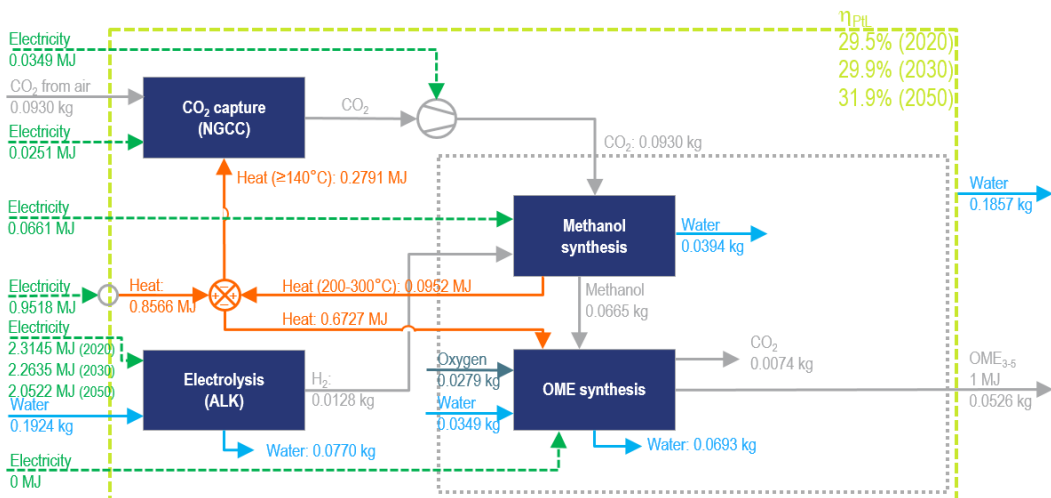 Electricity
0.0349 MJ
η_PtL
29.5% (2020)
29.9% (2030)
31.9% (2050)
CO₂ from air
0.0930 kg
CO₂ capture
(NGCC)
CO₂
Electricity
0.0251 MJ
CO₂: 0.0930 kg
Heat (≥140°C): 0.2791 MJ
Water
0.1857 kg
Electricity
0.0661 MJ
Methanol
synthesis
Water
0.0394 kg
Electricity
0.9518 MJ
Heat:
0.8566 MJ
Heat (200-300°C): 0.0952 MJ
Methanol
0.0665 kg
Heat: 0.6727 MJ
Electricity
2.3145 MJ (2020)
2.2635 MJ (2030)
2.0522 MJ (2050)
Electrolysis
(ALK)
H₂:
0.0128 kg
Oxygen
0.0279 kg
OME synthesis
CO₂
0.0074 kg
OME₃₋₅
1 MJ
0.0526 kg
Water
0.1924 kg
Water
0.0349 kg
Water: 0.0770 kg
Water: 0.0693 kg
Electricity
0 MJ